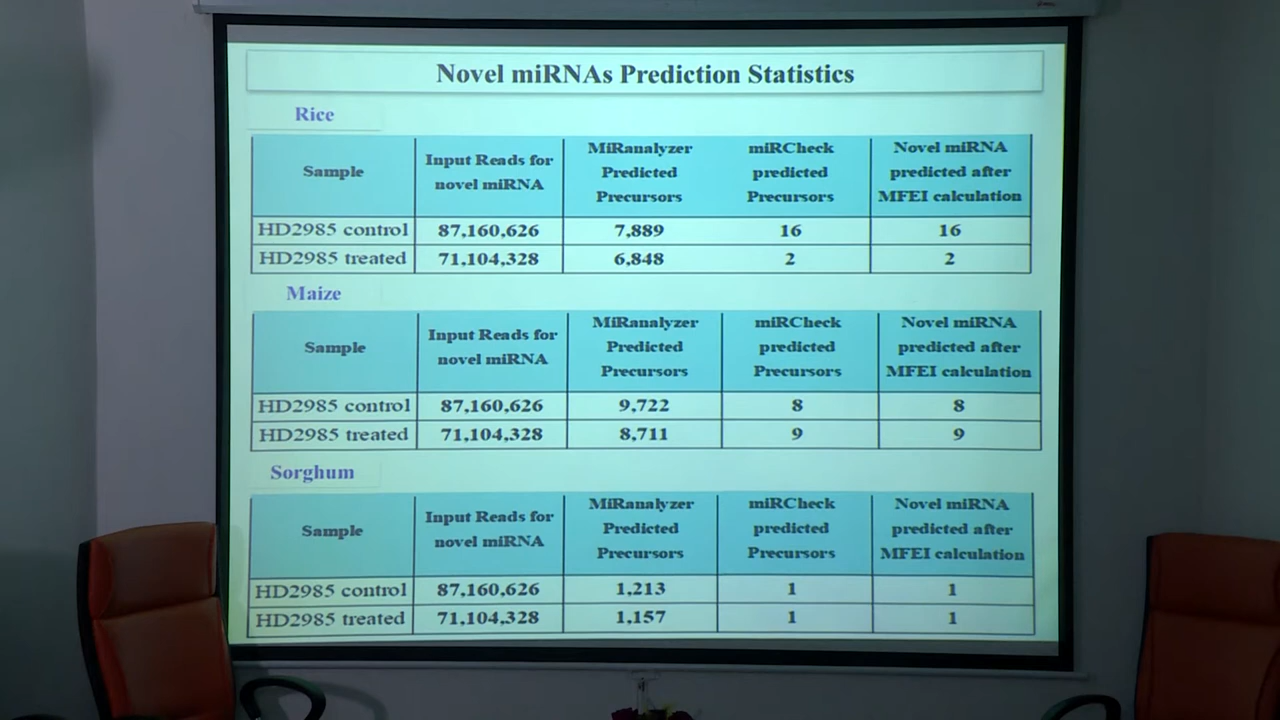 Novel miRNAs Prediction Statistics
Rice
Sample Input Reads for novel miRNA MiRanalyzer Predicted Precursors miRCheck predicted Precursors Novel miRNA predicted after MFEI calculation
HD2985 control 87,160,626 7,889 16 16
HD2985 treated 71,104,328 6,848 2 2
Maize
Sample Input Reads for novel miRNA MiRanalyzer Predicted Precursors miRCheck predicted Precursors Novel miRNA predicted after MFEI calculation
HD2985 control 87,160,626 9,722 8 8
HD2985 treated 71,104,328 8,711 9 9
Sorghum
Sample Input Reads for novel miRNA MiRanalyzer Predicted Precursors miRCheck predicted Precursors Novel miRNA predicted after MFEI calculation
HD2985 control 87,160,626 1,213 1 1
HD2985 treated 71,104,328 1,157 1 1